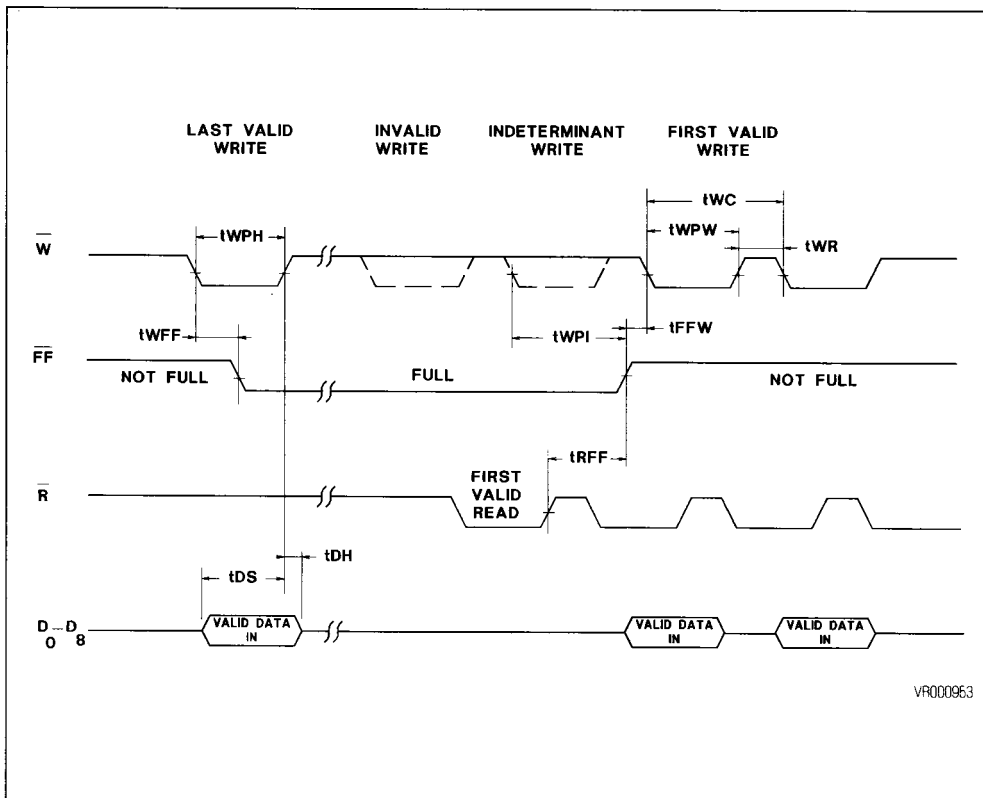 LAST VALID WRITE
INVALID WRITE
INDETERMINANT WRITE
FIRST VALID WRITE
tWC
tWPH
tWPW
tWR
W̅
tWFF
tWPI
tFFW
F̅F̅
NOT FULL
FULL
NOT FULL
tRFF
FIRST VALID READ
R̅
tDH
tDS
D0–D8
VALID DATA IN
VALID DATA IN
VALID DATA IN
VR000953